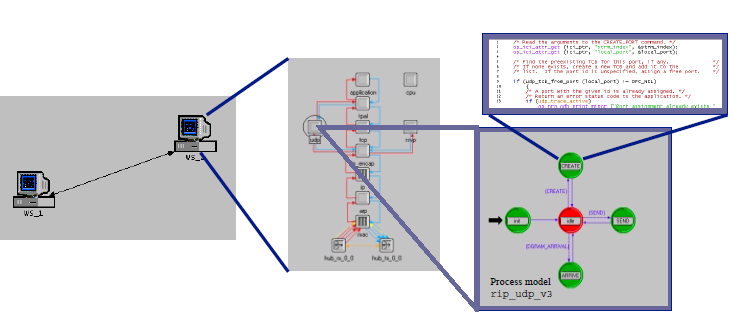 /* Read the arguments to the CREATE_PORT command. */
op_ici_attr_get (ici_ptr, "strm_index", &strm_index);
op_ici_attr_get (ici_ptr, "local_port", &local_port);
/* Find the preexisting TCB for this port, if any. */
/* If none exists, create a new TCB and add it to the */
/* list. If the port id is unspecified, assign a free port. */
if (udp_tcb_from_port (local_port) != OPC_NIL)
{
/* A port with the given id is already assigned. */
/* Return an error status code to the application. */
if (udp_trace_active)
op_prg_odb_print_minor ("Port assignment already exists."
application
cpu
tpal
udp
tcp
rsvp
ip_encap
ip
arp
mac
hub_rx_0_0
hub_tx_0_0
WS_1
CREATE
(CREATE)
init
idle
(SEND)
SEND
(DGRAM_ARRIVAL)
ARRIVE
Process model
rip_udp_v3